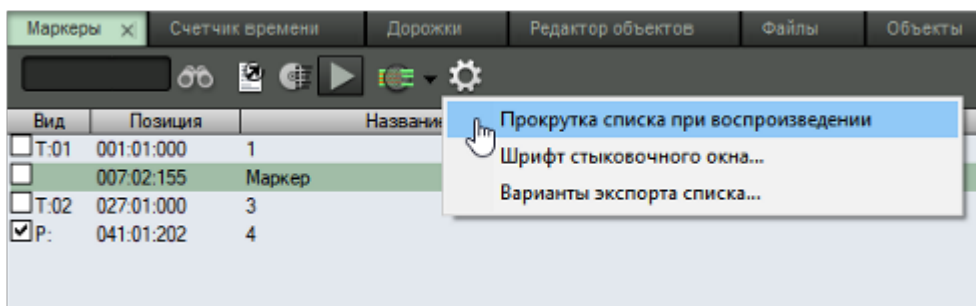 Маркеры Счетчик времени Дорожки Редактор объектов Файлы Объекты
Вид Позиция Название
Прокрутка списка при воспроизведении
Шрифт стыковочного окна...
Варианты экспорта списка...
T:01 001:01:000 1
007:02:155 Маркер
T:02 027:01:000 3
P: 041:01:202 4